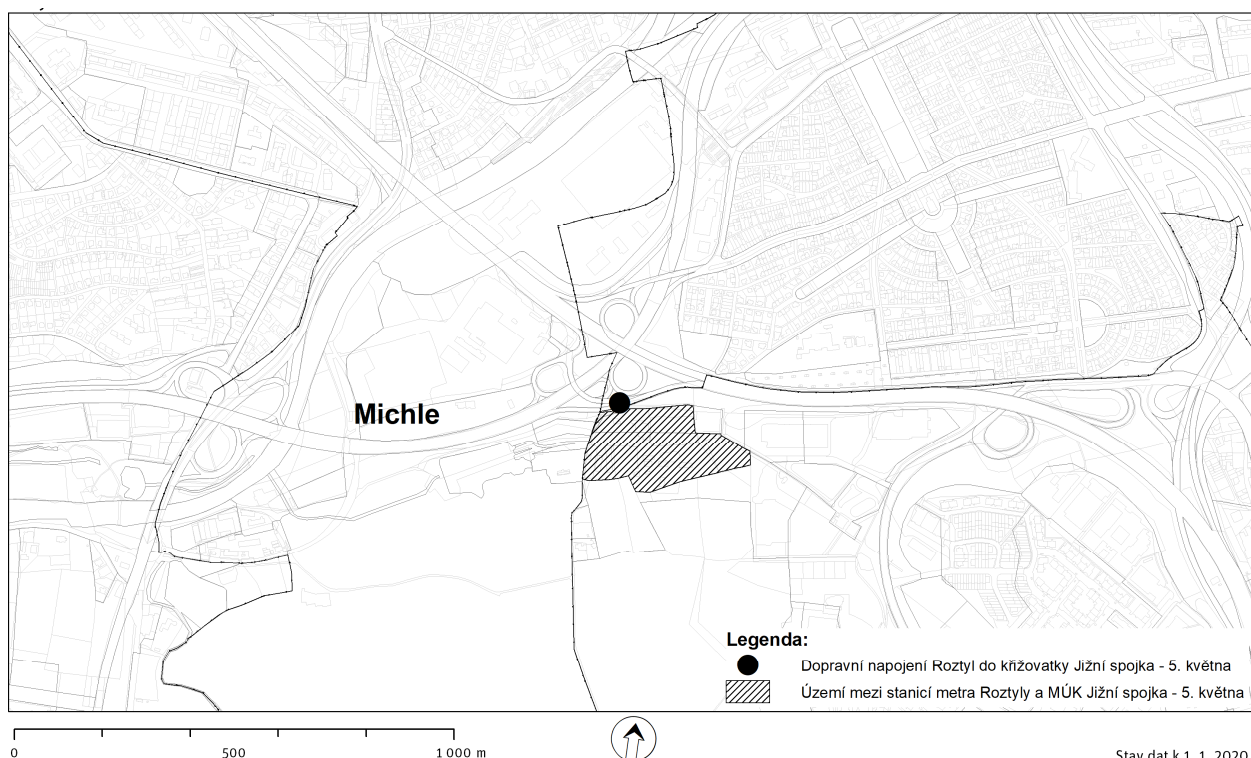 Michle
Legenda:
Dopravní napojení Roztyl do křižovatky Jižní spojka - 5. května
Území mezi stanicí metra Roztyly a MÚK Jižní spojka - 5. května
0 500 1 000 m
Stav dat k 1. 1. 2020